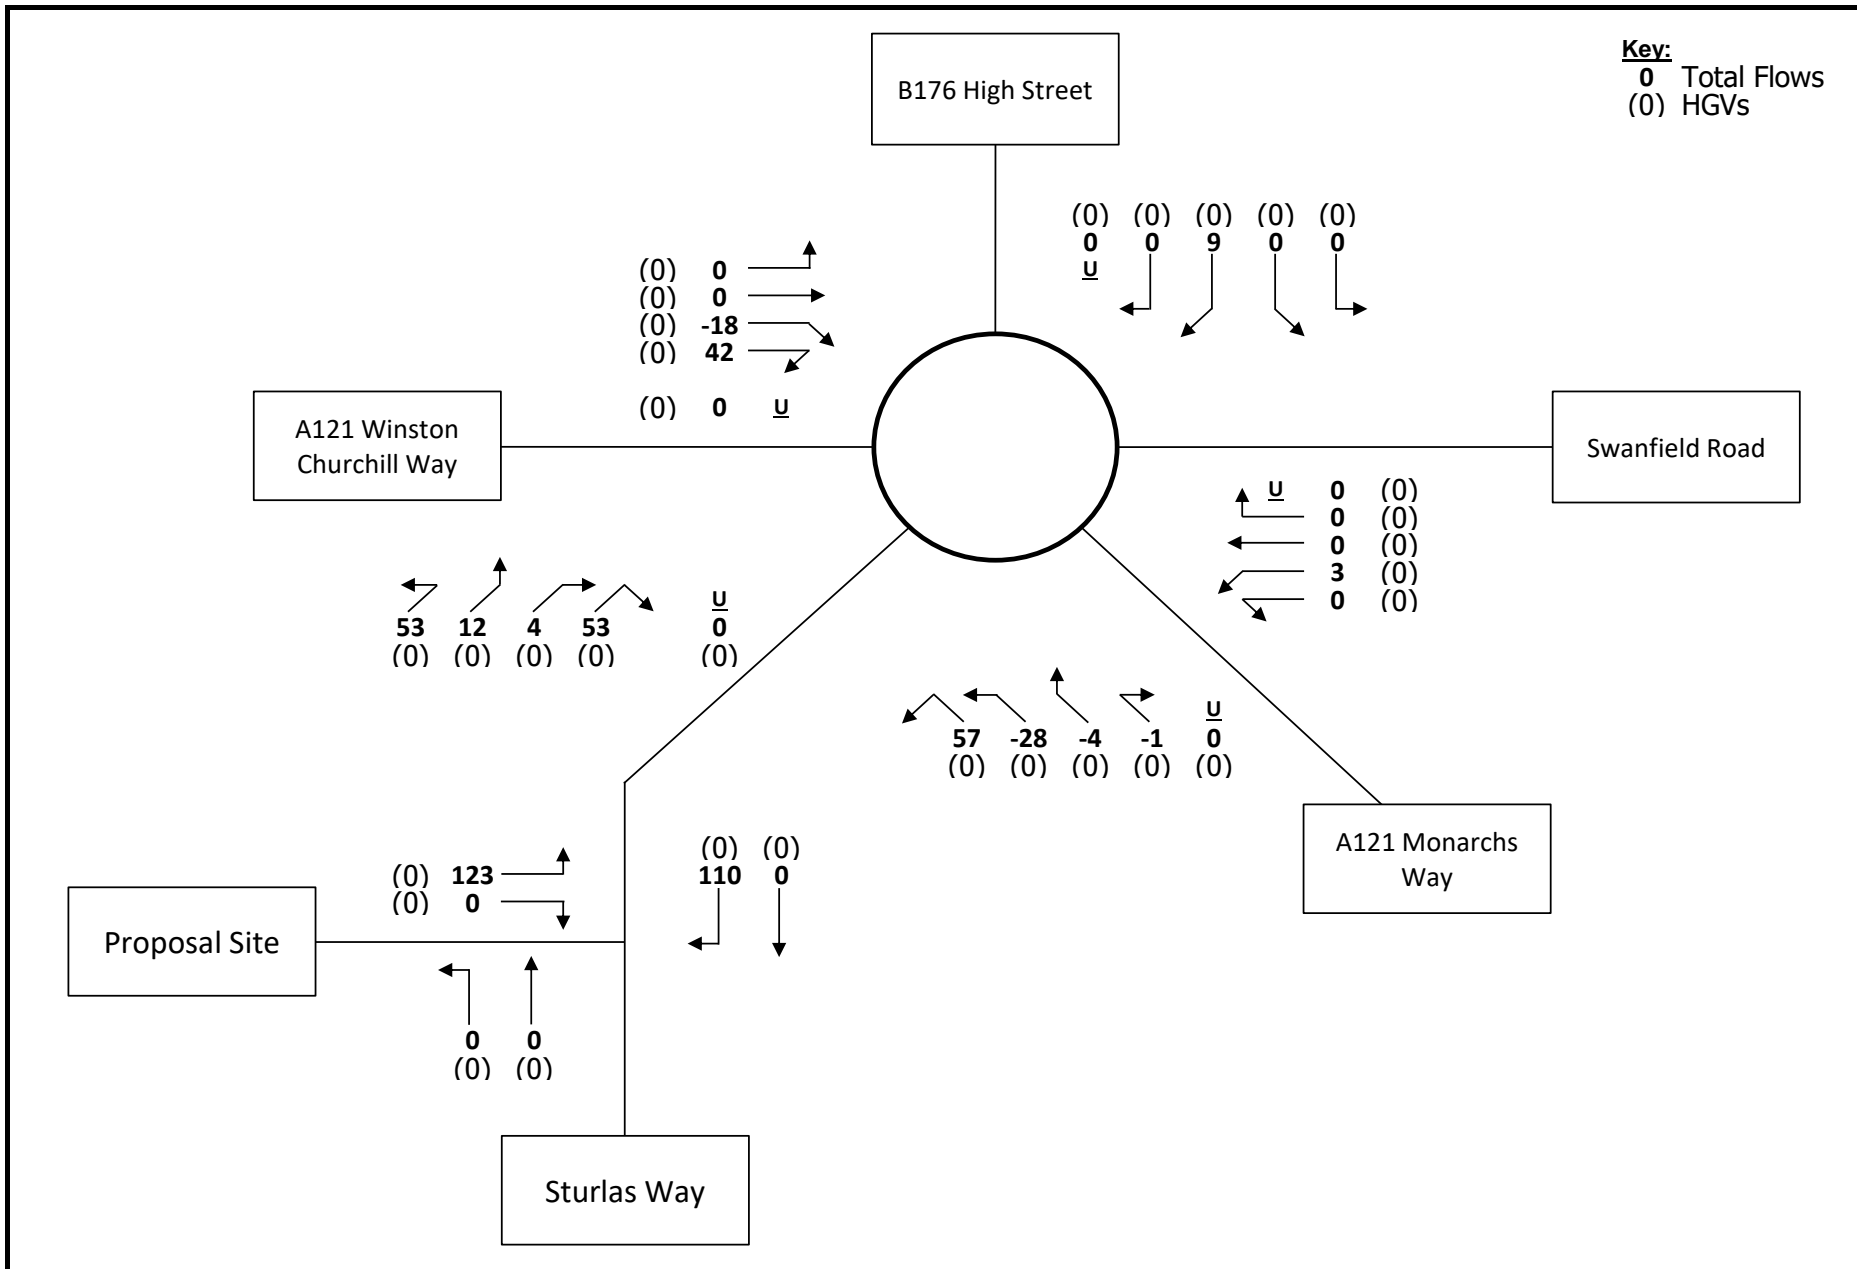 B176 High Street
Key:
0 Total Flows
(0) HGVs
(0) (0) (0) (0) (0)
0 0 9 0 0
U
(0) 0
(0) 0
(0) -18
(0) 42
(0) 0 U
A121 Winston
Churchill Way
Swanfield Road
U 0 (0)
0 (0)
0 (0)
3 (0)
0 (0)
U
53 12 4 53 0
(0) (0) (0) (0) (0)
U
57 -28 -4 -1 0
(0) (0) (0) (0) (0)
A121 Monarchs
Way
(0) (0)
110 0
(0) 123
(0) 0
Proposal Site
0 0
(0) (0)
Sturlas Way